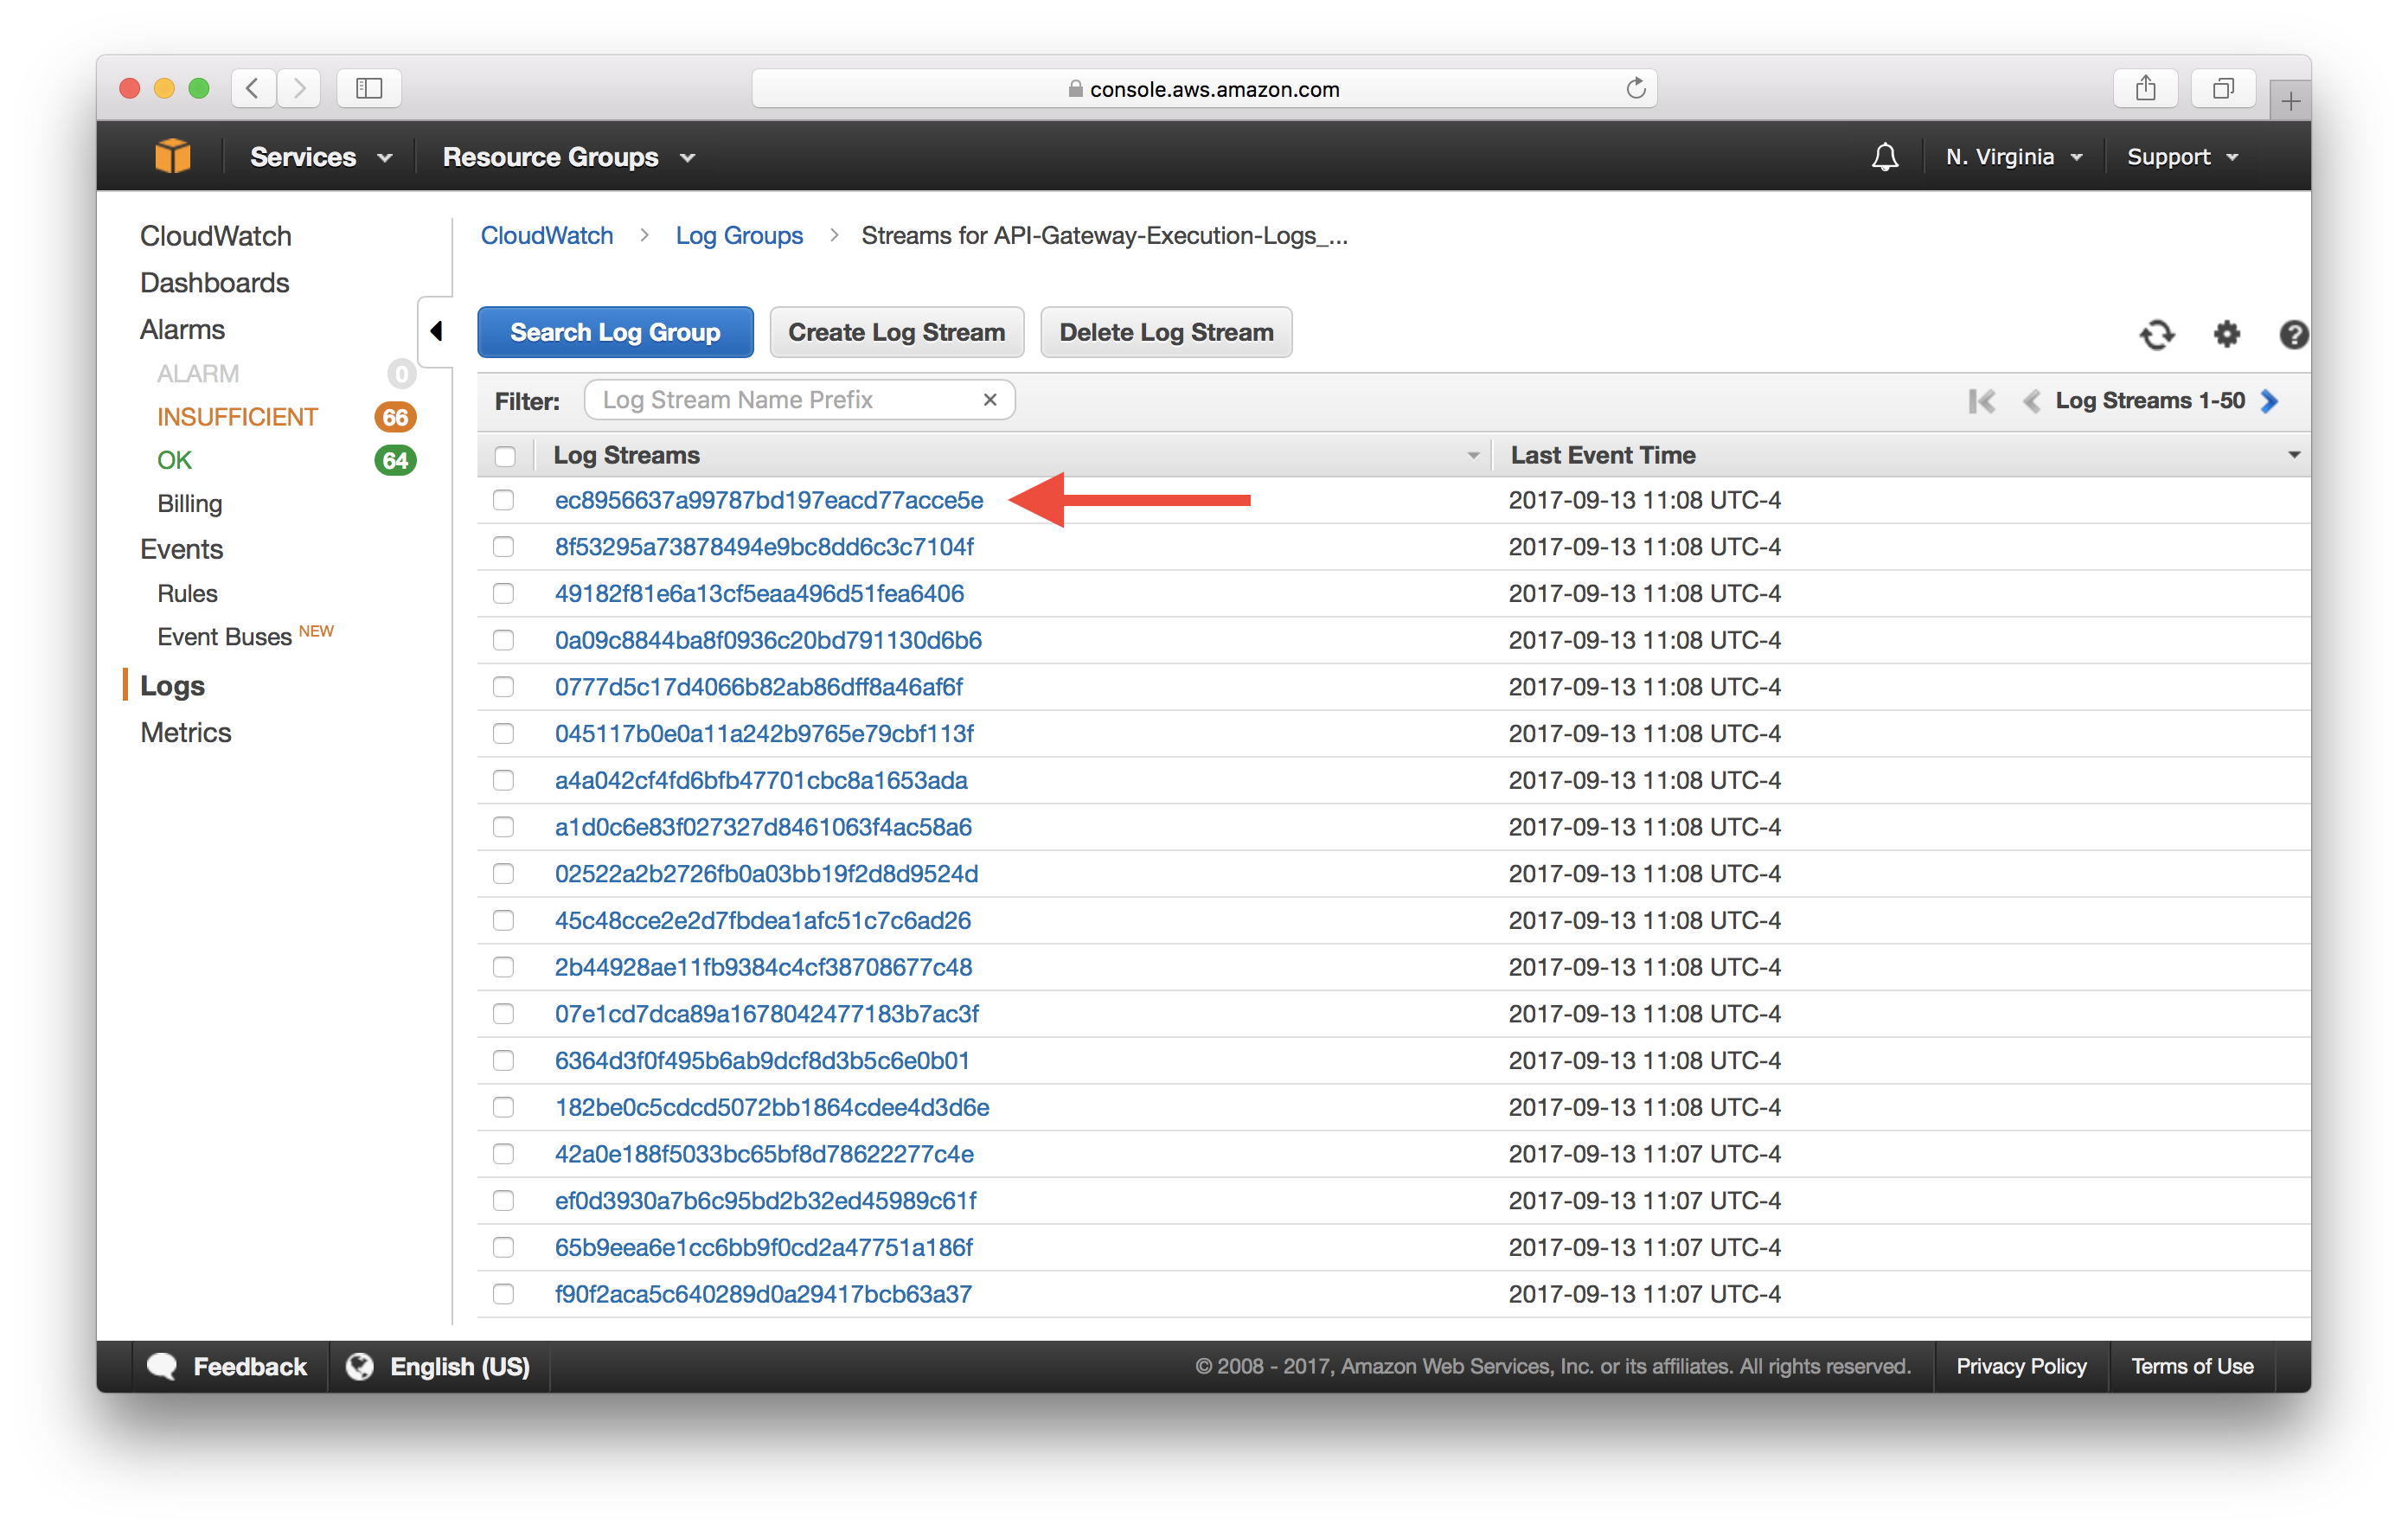 console.aws.amazon.com
Services
Resource Groups
N. Virginia
Support
CloudWatch
Dashboards
Alarms
ALARM 0
INSUFFICIENT 66
OK 64
Billing
Events
Rules
Event Buses NEW
Logs
Metrics
CloudWatch > Log Groups > Streams for API-Gateway-Execution-Logs_...
Search Log Group
Create Log Stream
Delete Log Stream
Filter: Log Stream Name Prefix
Log Streams 1-50
Log Streams Last Event Time
ec8956637a99787bd197eacd77acce5e 2017-09-13 11:08 UTC-4
8f53295a73878494e9bc8dd6c3c7104f 2017-09-13 11:08 UTC-4
49182f81e6a13cf5eaa496d51fea6406 2017-09-13 11:08 UTC-4
0a09c8844ba8f0936c20bd791130d6b6 2017-09-13 11:08 UTC-4
0777d5c17d4066b82ab86dff8a46af6f 2017-09-13 11:08 UTC-4
045117b0e0a11a242b9765e79cbf113f 2017-09-13 11:08 UTC-4
a4a042cf4fd6bfb47701cbc8a1653ada 2017-09-13 11:08 UTC-4
a1d0c6e83f027327d8461063f4ac58a6 2017-09-13 11:08 UTC-4
02522a2b2726fb0a03bb19f2d8d9524d 2017-09-13 11:08 UTC-4
45c48cce2e2d7fbdea1afc51c7c6ad26 2017-09-13 11:08 UTC-4
2b44928ae11fb9384c4cf38708677c48 2017-09-13 11:08 UTC-4
07e1cd7dca89a1678042477183b7ac3f 2017-09-13 11:08 UTC-4
6364d3f0f495b6ab9dcf8d3b5c6e0b01 2017-09-13 11:08 UTC-4
182be0c5cdcd5072bb1864cdee4d3d6e 2017-09-13 11:08 UTC-4
42a0e188f5033bc65bf8d78622277c4e 2017-09-13 11:07 UTC-4
ef0d3930a7b6c95bd2b32ed45989c61f 2017-09-13 11:07 UTC-4
65b9eea6e1cc6bb9f0cd2a47751a186f 2017-09-13 11:07 UTC-4
f90f2aca5c640289d0a29417bcb63a37 2017-09-13 11:07 UTC-4
Feedback
English (US)
© 2008 - 2017, Amazon Web Services, Inc. or its affiliates. All rights reserved.
Privacy Policy
Terms of Use